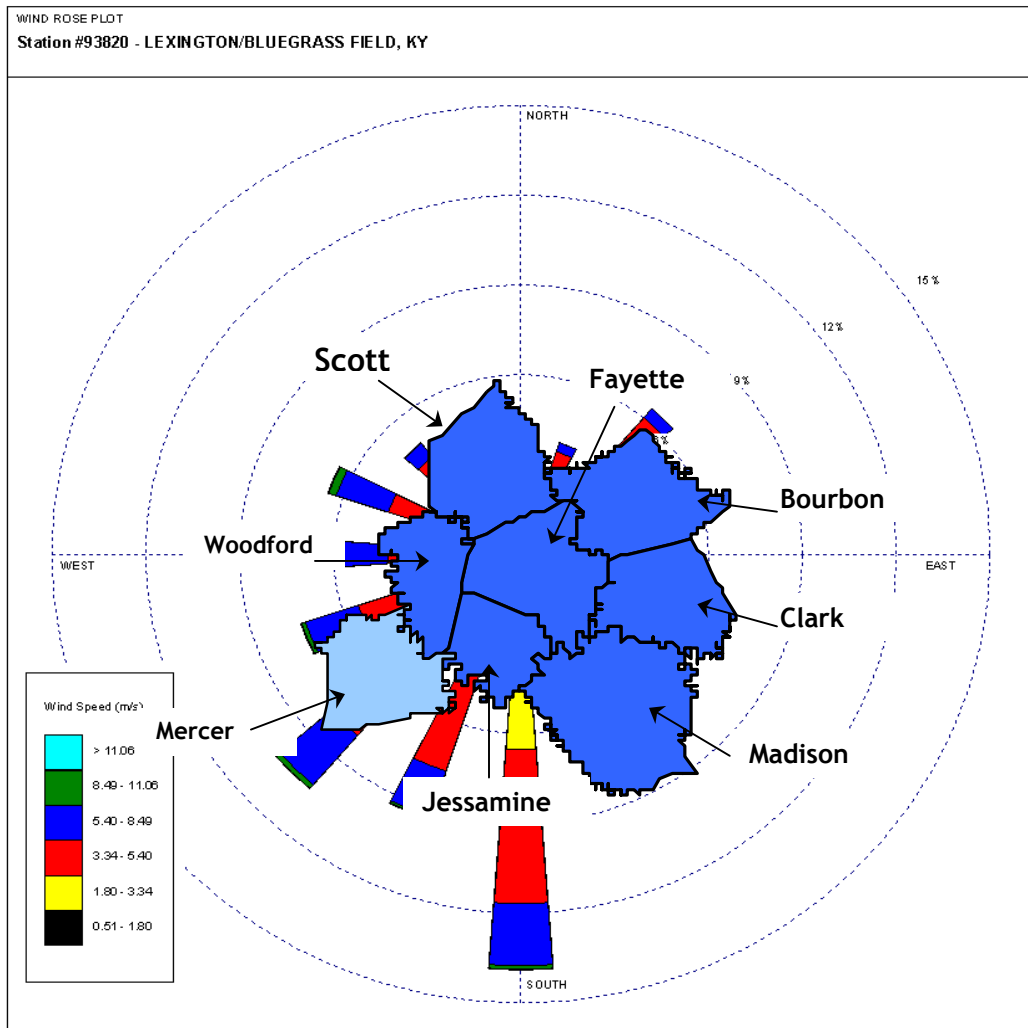 WIND ROSE PLOT
Station #93820 - LEXINGTON/BLUEGRASS FIELD, KY
NORTH
15%
12%
Scott
Fayette
9%
Bourbon
Woodford
WEST
EAST
Clark
Wind Speed (m/s)
Mercer
> 11.06
Madison
8.49 - 11.06
Jessamine
5.40 - 8.49
3.34 - 5.40
1.80 - 3.34
0.51 - 1.80
SOUTH